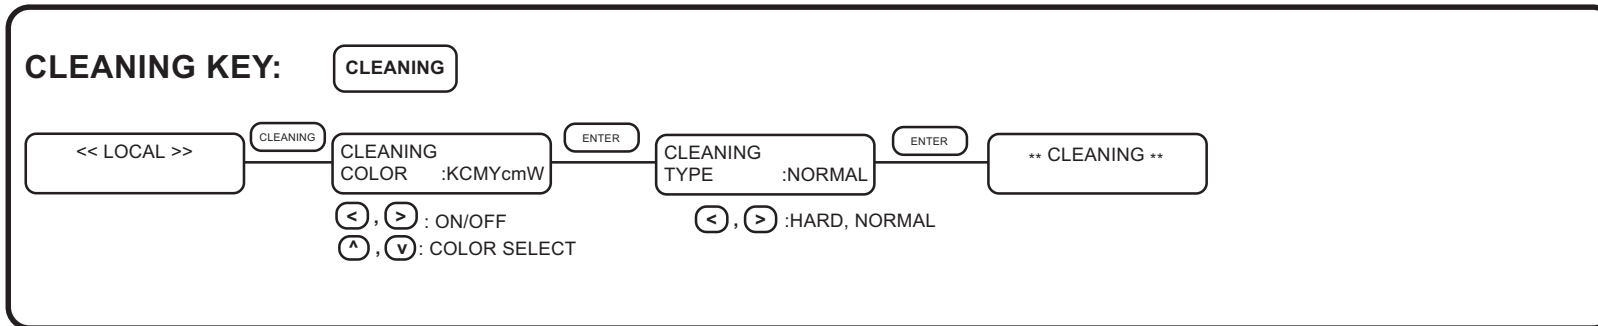 CLEANING KEY: CLEANING
<< LOCAL >> CLEANING CLEANING ENTER CLEANING ENTER ** CLEANING **
COLOR :KCMYcmW TYPE :NORMAL
< , > : ON/OFF < , > :HARD, NORMAL
^ , v : COLOR SELECT